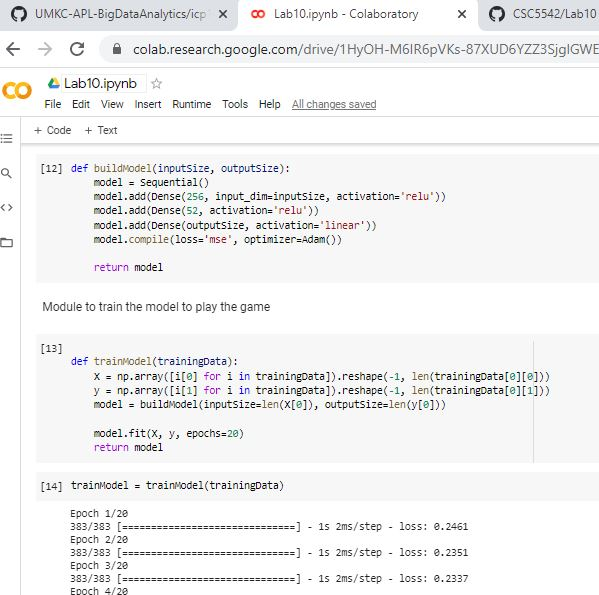 UMKC-APL-BigDataAnalytics/icp1
Lab10.ipynb - Colaboratory
CSC5542/Lab10
colab.research.google.com/drive/1HyOH-M6IR6pVKs-87XUD6YZZ3SjgIGWE
Lab10.ipynb
File Edit View Insert Runtime Tools Help All changes saved
+ Code + Text
[12] def buildModel(inputSize, outputSize):
model = Sequential()
model.add(Dense(256, input_dim=inputSize, activation='relu'))
model.add(Dense(52, activation='relu'))
model.add(Dense(outputSize, activation='linear'))
model.compile(loss='mse', optimizer=Adam())
return model
Module to train the model to play the game
[13]
def trainModel(trainingData):
X = np.array([i[0] for i in trainingData]).reshape(-1, len(trainingData[0][0]))
y = np.array([i[1] for i in trainingData]).reshape(-1, len(trainingData[0][1]))
model = buildModel(inputSize=len(X[0]), outputSize=len(y[0]))
model.fit(X, y, epochs=20)
return model
[14] trainModel = trainModel(trainingData)
Epoch 1/20
383/383 [==============================] - 1s 2ms/step - loss: 0.2461
Epoch 2/20
383/383 [==============================] - 1s 2ms/step - loss: 0.2351
Epoch 3/20
383/383 [==============================] - 1s 2ms/step - loss: 0.2337
Epoch 4/20